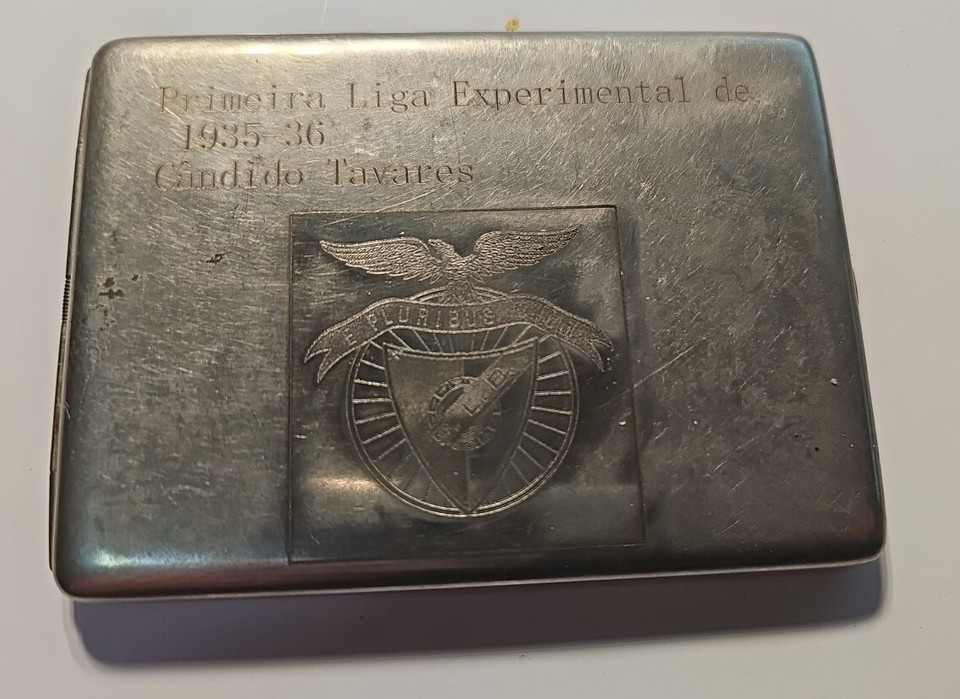 Primeira Liga Experimental de
1935-36
Cândido Tavares
E PLURIBUS UNUM